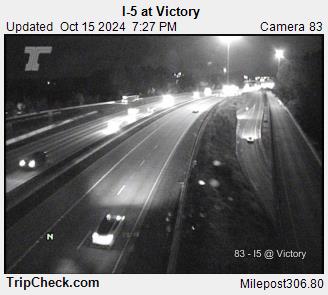 I-5 at Victory
Updated Oct 15 2024 7:27 PM Camera 83
T
N
83 - I5 @ Victory
TripCheck.com Milepost306.80